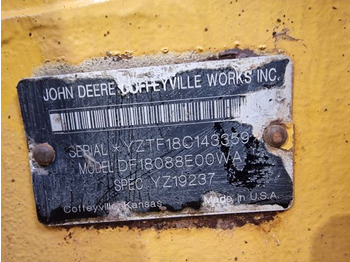 JOHN DEERE COFFEYVILLE WORKS INC.
SERIAL *YZTF18C143359
MODEL DF18088E00WA
SPEC YZ19237
Coffeyville, Kansas Made in U.S.A.